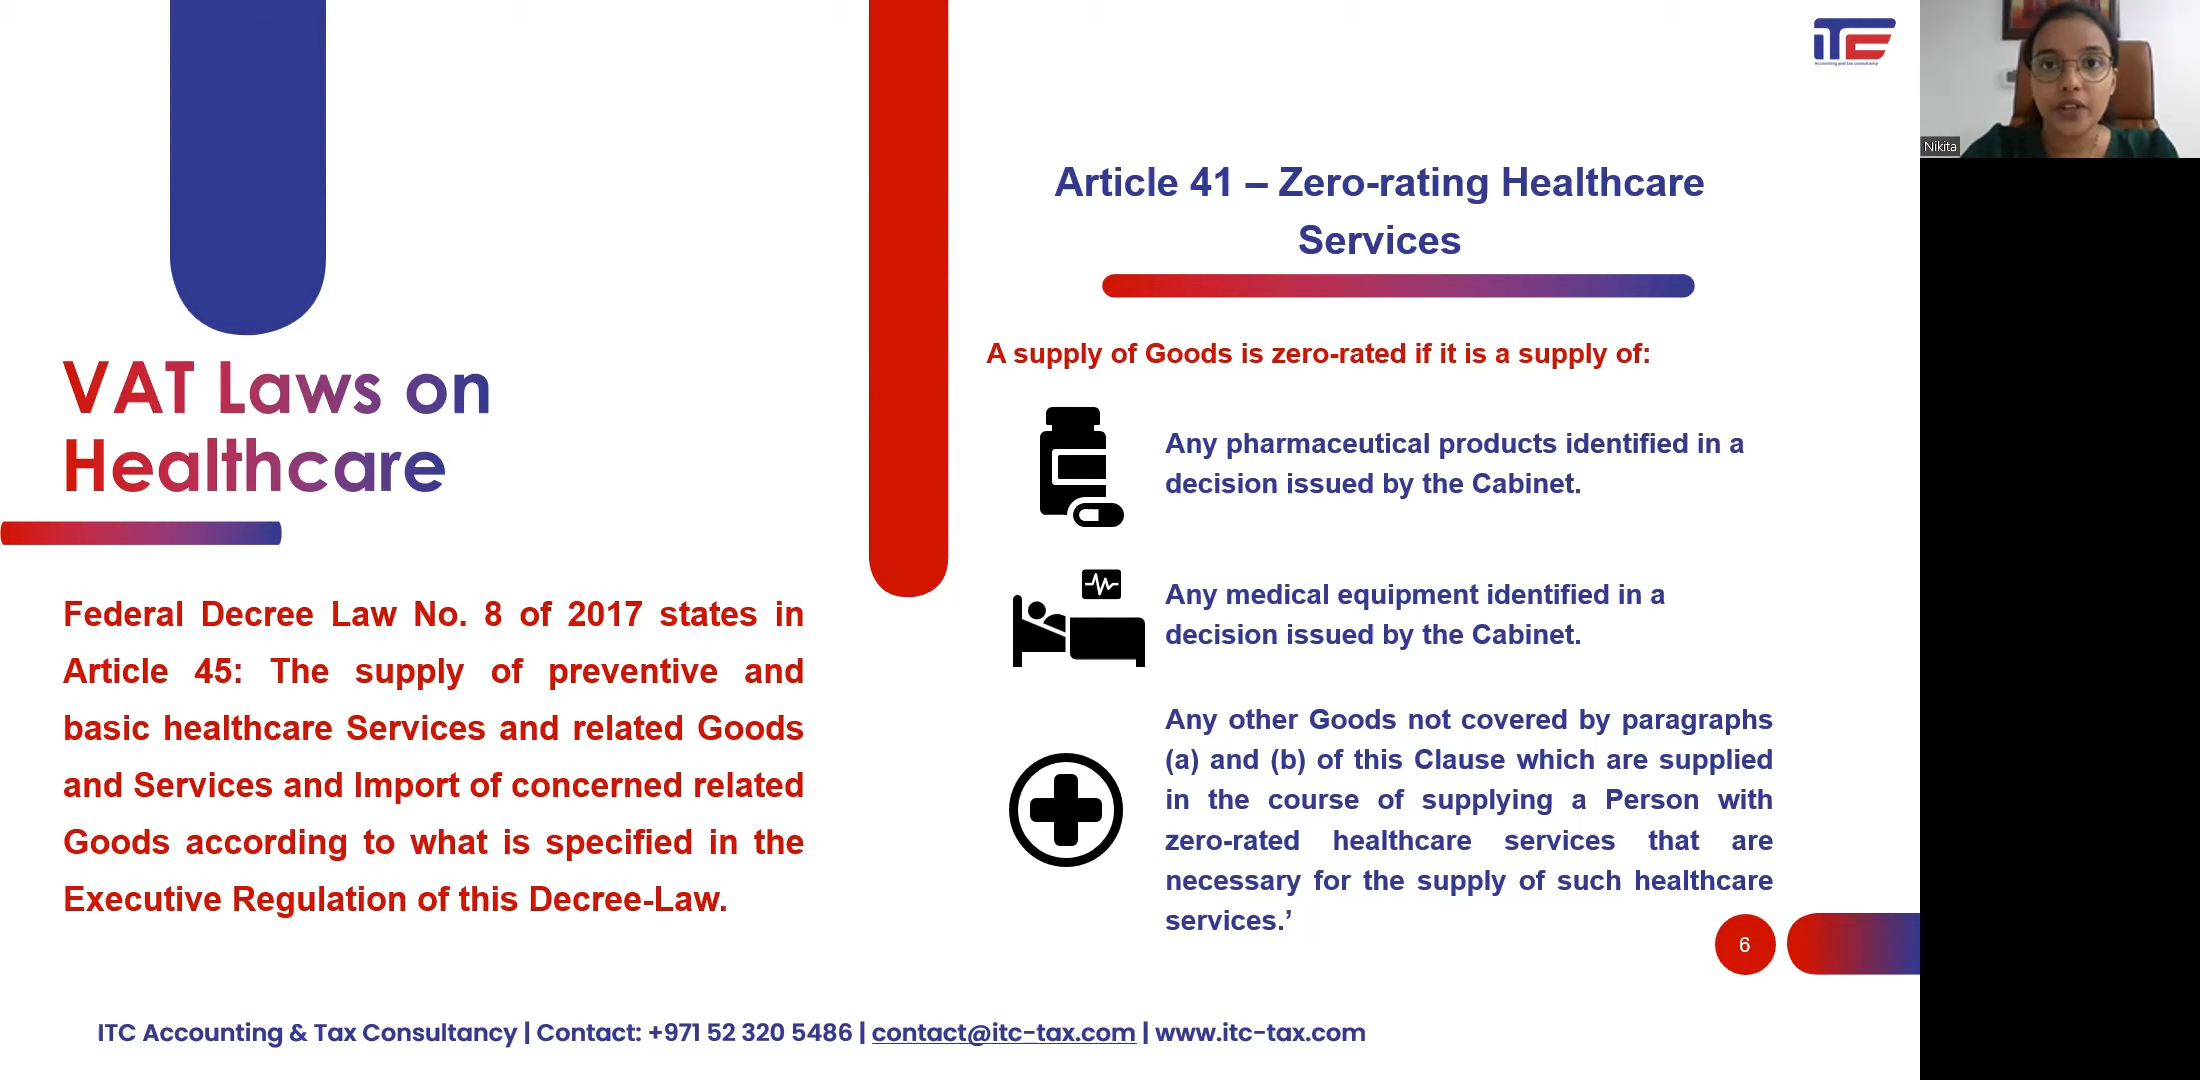 VAT Laws on
Healthcare
Federal Decree Law No. 8 of 2017 states in
Article 45: The supply of preventive and
basic healthcare Services and related Goods
and Services and Import of concerned related
Goods according to what is specified in the
Executive Regulation of this Decree-Law.
iTC
Accounting and tax consultancy
Article 41 – Zero-rating Healthcare
Services
A supply of Goods is zero-rated if it is a supply of:
Any pharmaceutical products identified in a
decision issued by the Cabinet.
Any medical equipment identified in a
decision issued by the Cabinet.
Any other Goods not covered by paragraphs
(a) and (b) of this Clause which are supplied
in the course of supplying a Person with
zero-rated healthcare services that are
necessary for the supply of such healthcare
services.’
6
ITC Accounting & Tax Consultancy | Contact: +971 52 320 5486 | contact@itc-tax.com | www.itc-tax.com
Nikita